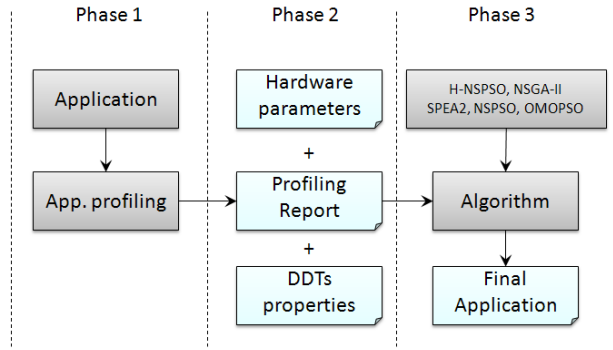 Phase 1
Phase 2
Phase 3
Application
App. profiling
Hardware
parameters
+
Profiling
Report
+
DDTs
properties
H-NSPSO, NSGA-II
SPEA2, NSPSO, OMOPSO
Algorithm
Final
Application